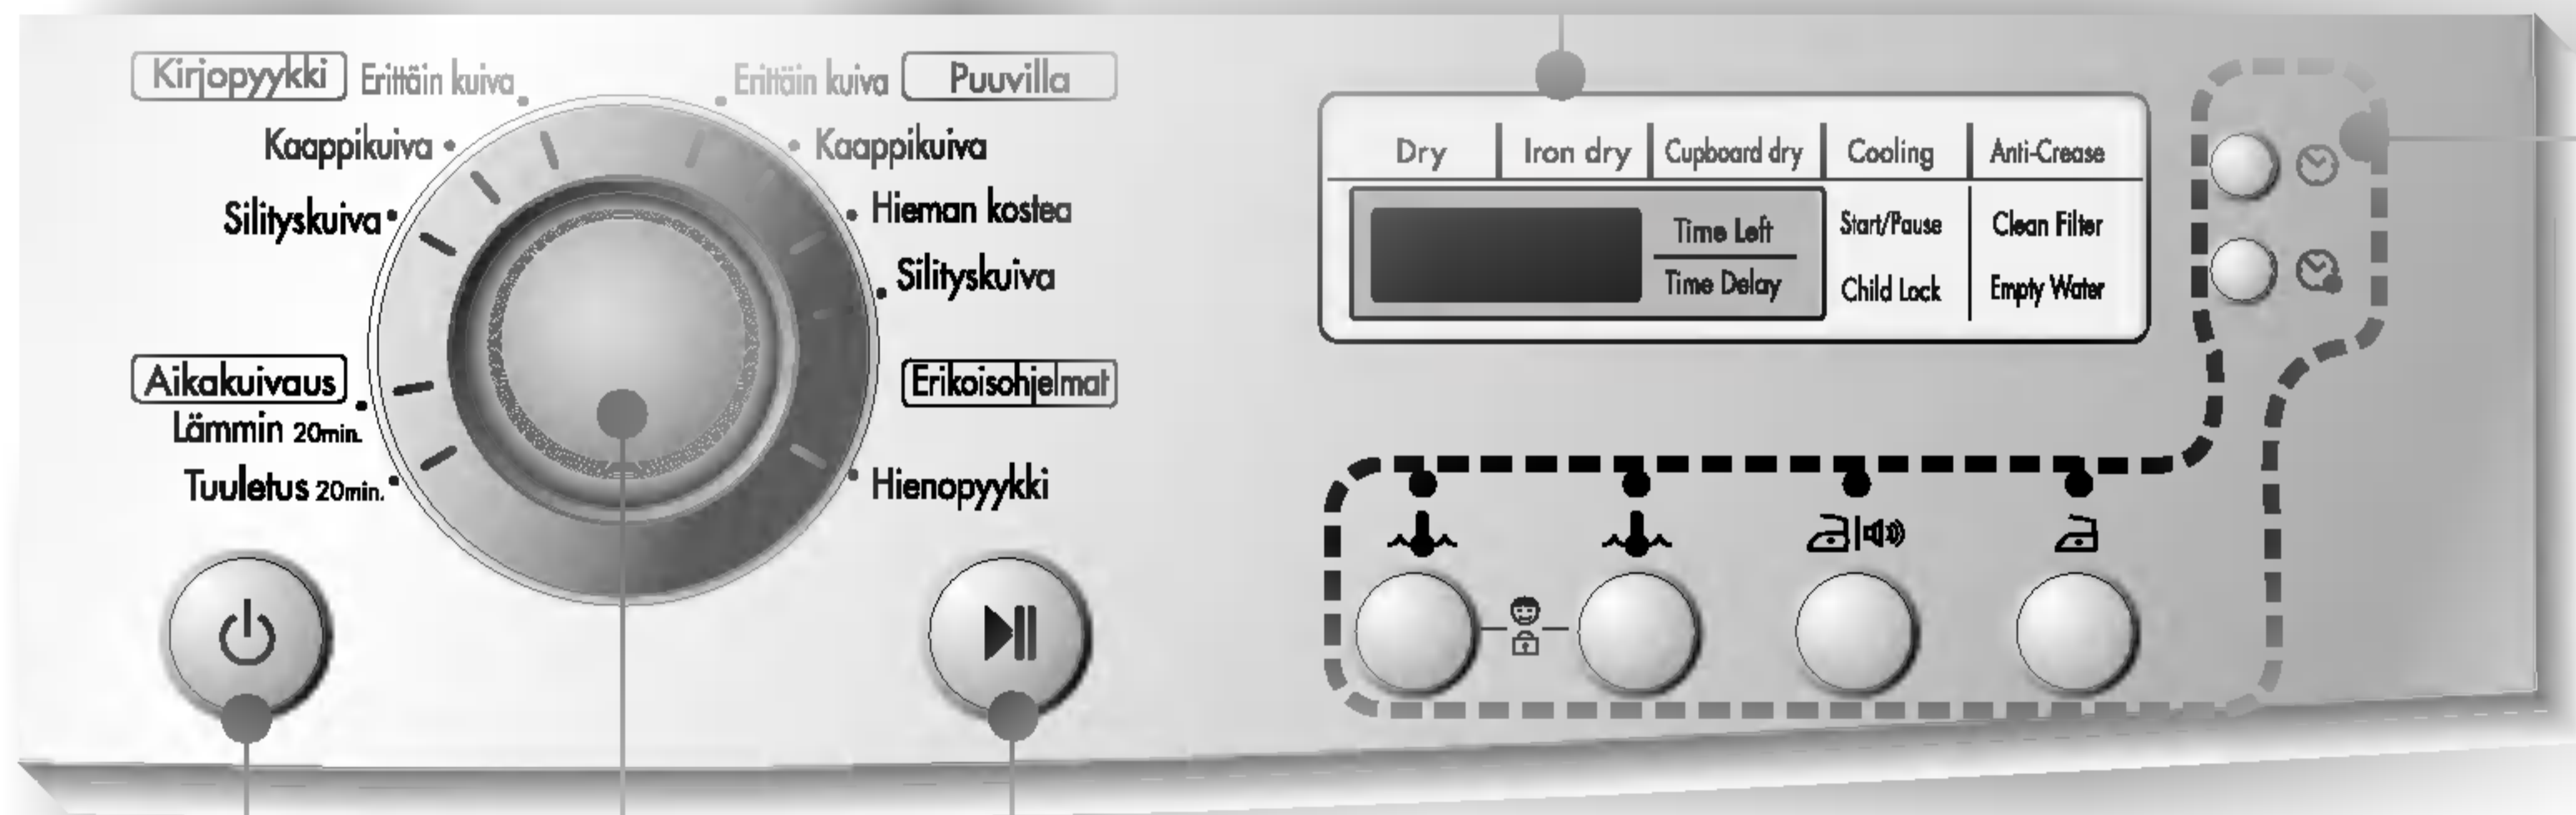 Kirjopyykki Erittäin kuiva
Kaappikuiva
Silityskuiva
Aikakuivaus
Lämmin 20min.
Tuuletus 20min.
Erittäin kuiva Puuvilla
Kaappikuiva
Hieman kostea
Silityskuiva
Erikoisohjelmat
Hienopyykki
Dry Iron dry Cupboard dry Cooling Anti-Crease
Time Left Start/Pause Clean Filter
Time Delay Child Lock Empty Water